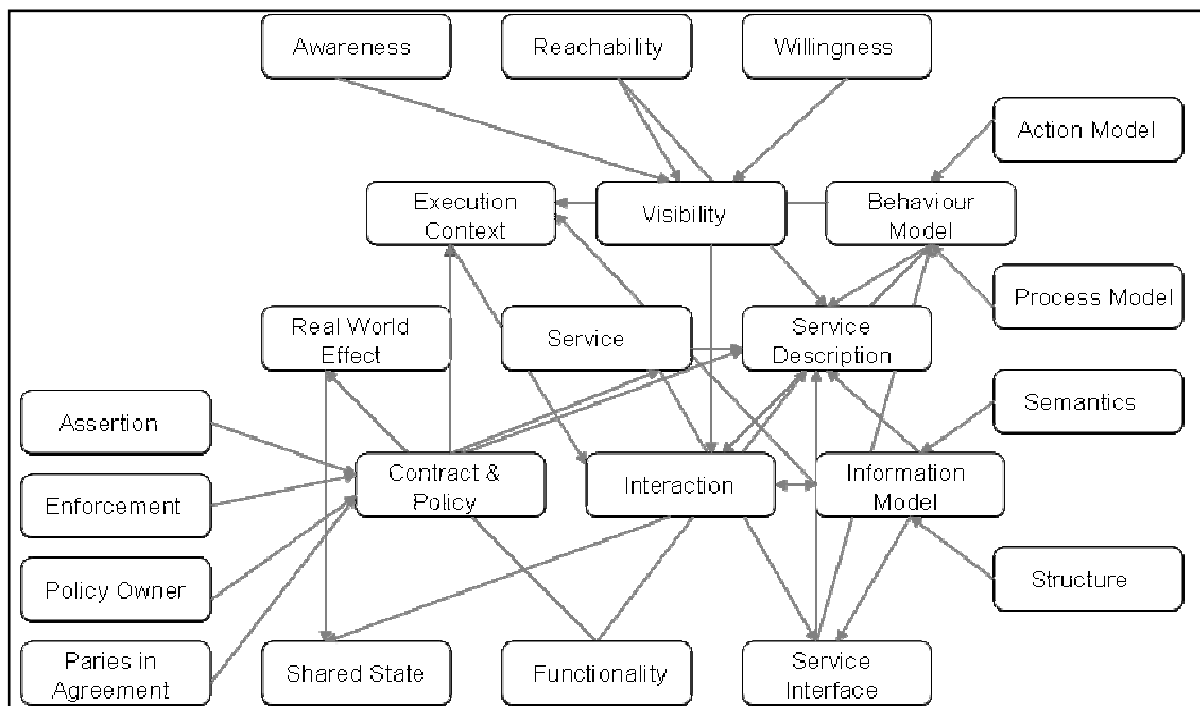 Awareness
Reachability
Willingness
Action Model
Execution
Context
Visibility
Behaviour
Model
Process Model
Real World
Effect
Service
Service
Description
Semantics
Assertion
Contract &
Policy
Interaction
Information
Model
Enforcement
Structure
Policy Owner
Paries in
Agreement
Shared State
Functionality
Service
Interface